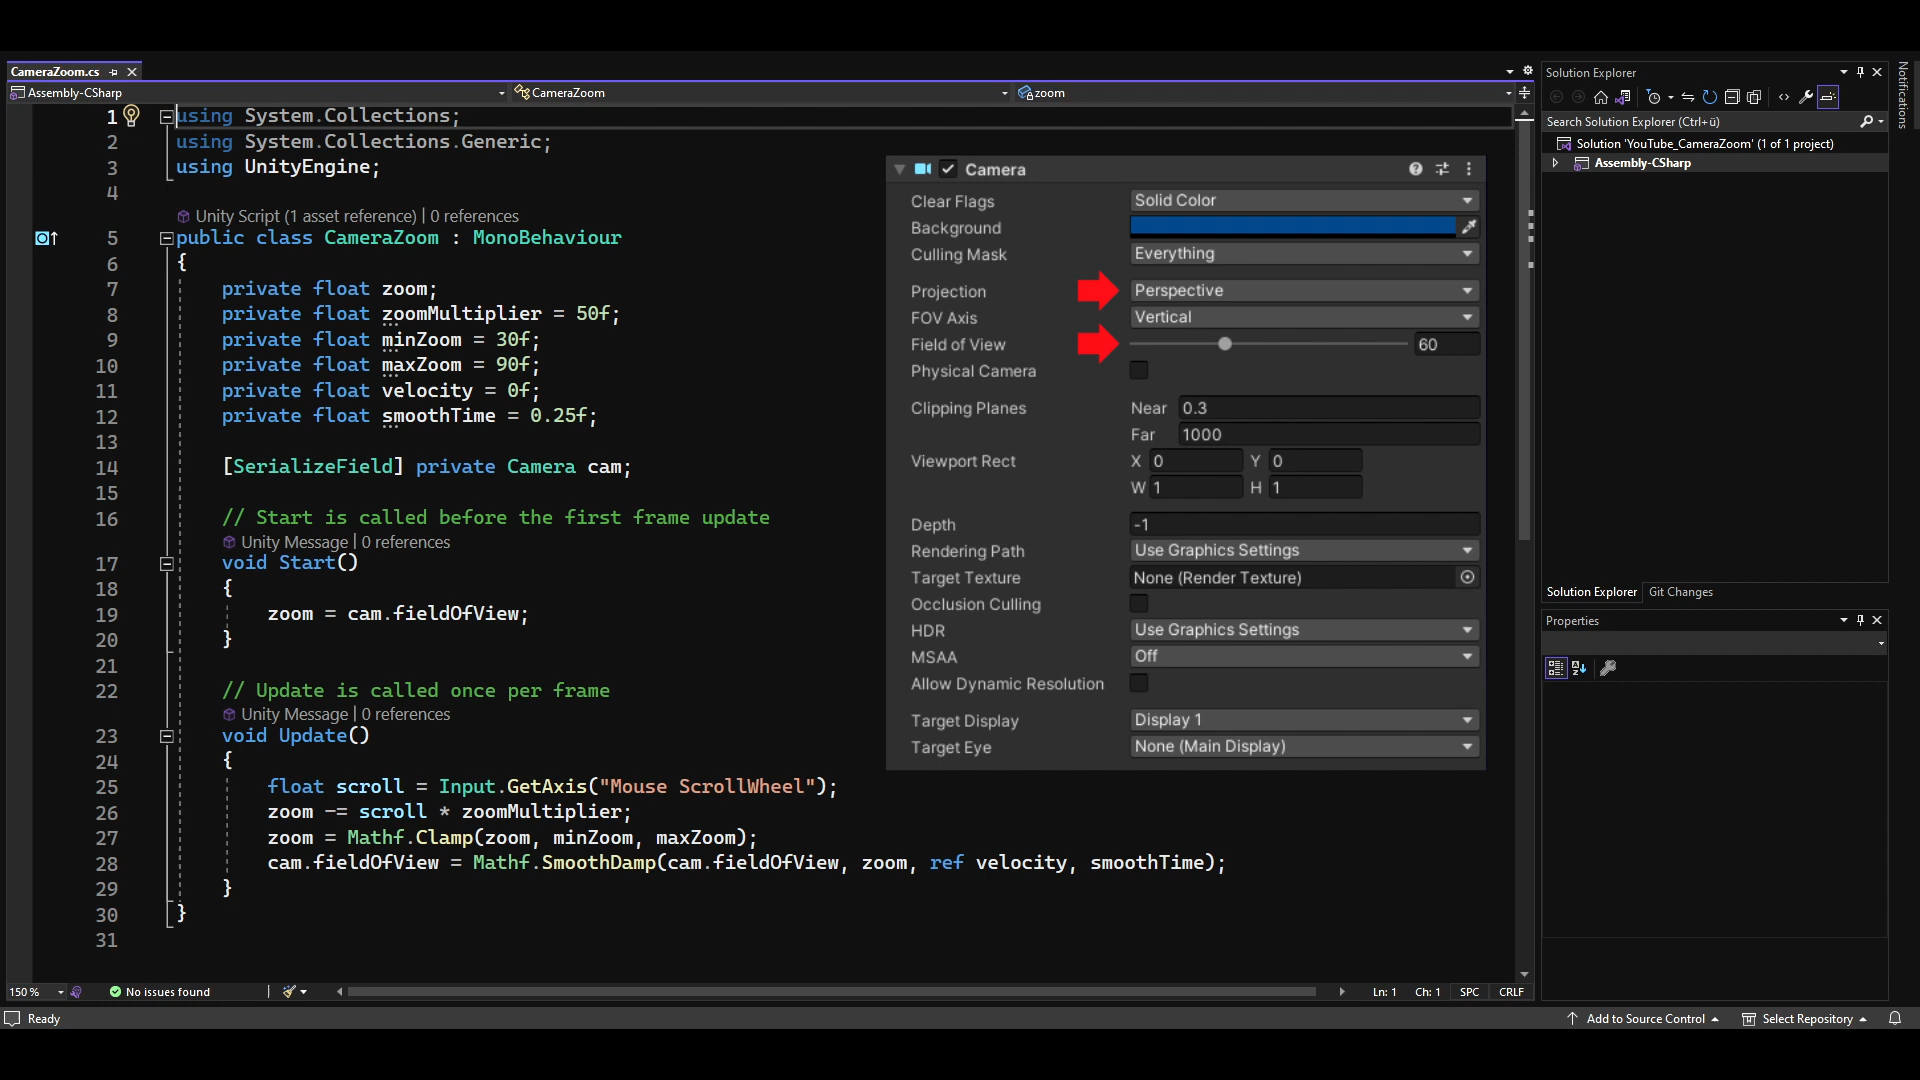 CameraZoom.cs
Assembly-CSharp
CameraZoom
zoom
1 using System.Collections;
2 using System.Collections.Generic;
3 using UnityEngine;
4
Unity Script (1 asset reference) | 0 references
5 public class CameraZoom : MonoBehaviour
6 {
7 private float zoom;
8 private float zoomMultiplier = 50f;
9 private float minZoom = 30f;
10 private float maxZoom = 90f;
11 private float velocity = 0f;
12 private float smoothTime = 0.25f;
13
14 [SerializeField] private Camera cam;
15
16 // Start is called before the first frame update
Unity Message | 0 references
17 void Start()
18 {
19 zoom = cam.fieldOfView;
20 }
21
22 // Update is called once per frame
Unity Message | 0 references
23 void Update()
24 {
25 float scroll = Input.GetAxis("Mouse ScrollWheel");
26 zoom -= scroll * zoomMultiplier;
27 zoom = Mathf.Clamp(zoom, minZoom, maxZoom);
28 cam.fieldOfView = Mathf.SmoothDamp(cam.fieldOfView, zoom, ref velocity, smoothTime);
29 }
30 }
31
Camera
Clear Flags Solid Color
Background
Culling Mask Everything
Projection Perspective
FOV Axis Vertical
Field of View 60
Physical Camera
Clipping Planes Near 0.3
Far 1000
Viewport Rect X 0 Y 0
W 1 H 1
Depth -1
Rendering Path Use Graphics Settings
Target Texture None (Render Texture)
Occlusion Culling
HDR Use Graphics Settings
MSAA Off
Allow Dynamic Resolution
Target Display Display 1
Target Eye None (Main Display)
Solution Explorer
Search Solution Explorer (Ctrl+ü)
Solution 'YouTube_CameraZoom' (1 of 1 project)
Assembly-CSharp
Solution Explorer Git Changes
Properties
Notifications
150 % No issues found Ln: 1 Ch: 1 SPC CRLF
Ready Add to Source Control Select Repository